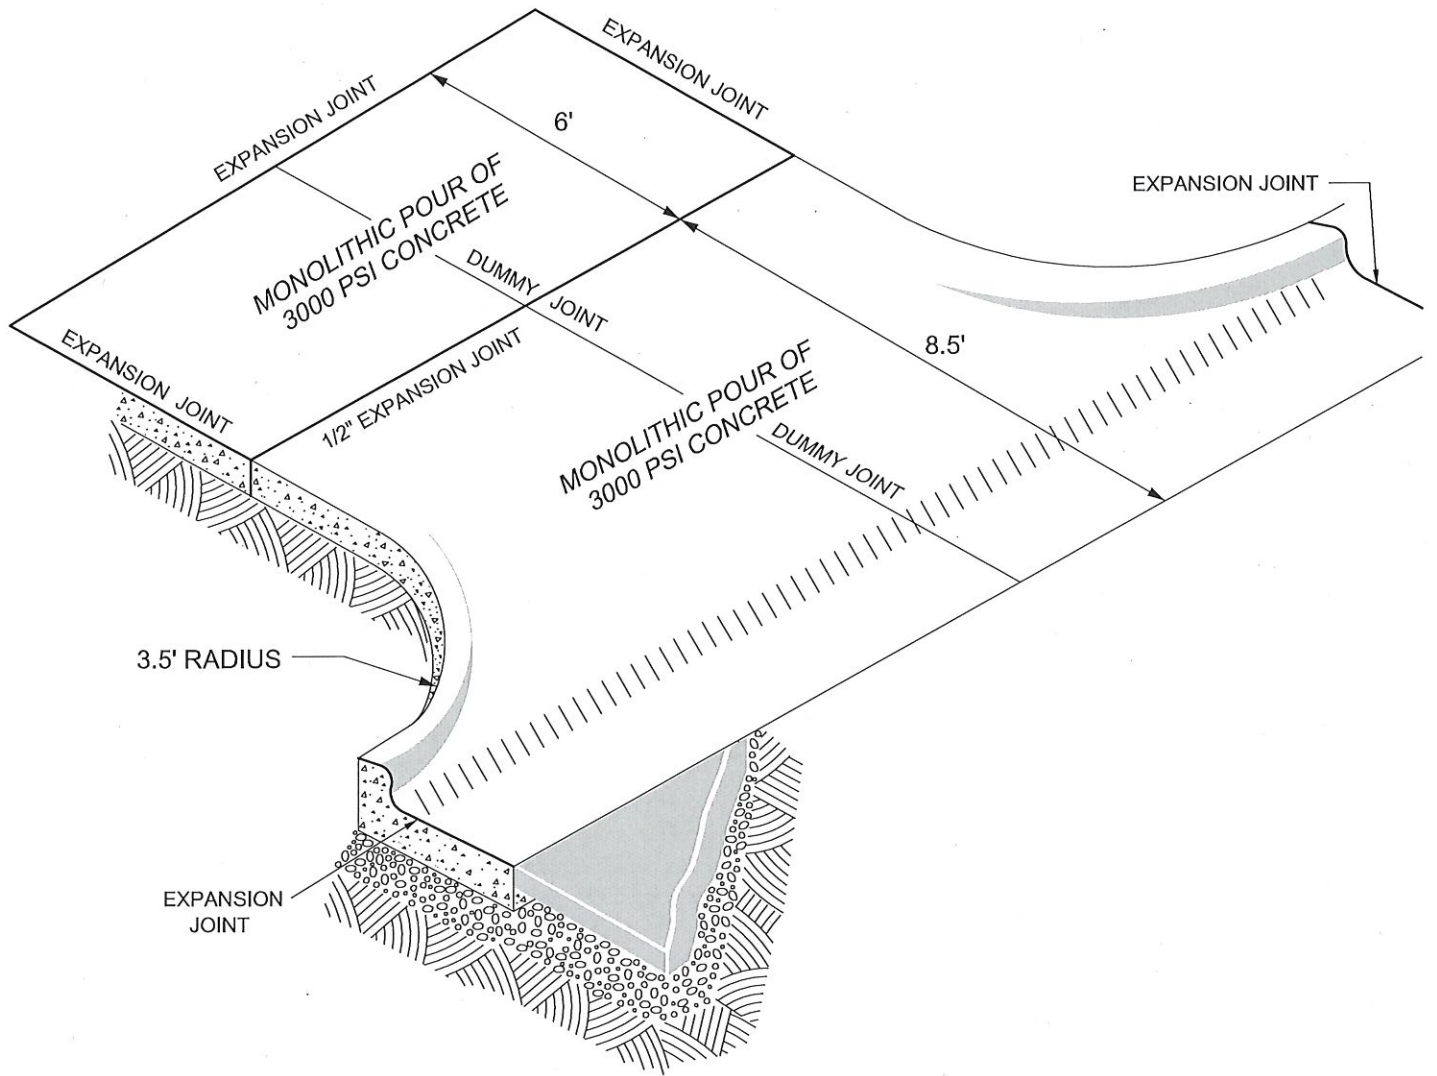 EXPANSION JOINT
EXPANSION JOINT
6'
EXPANSION JOINT
MONOLITHIC POUR OF
3000 PSI CONCRETE
DUMMY JOINT
EXPANSION JOINT
1/2" EXPANSION JOINT
8.5'
MONOLITHIC POUR OF
3000 PSI CONCRETE
DUMMY JOINT
3.5' RADIUS
EXPANSION
JOINT